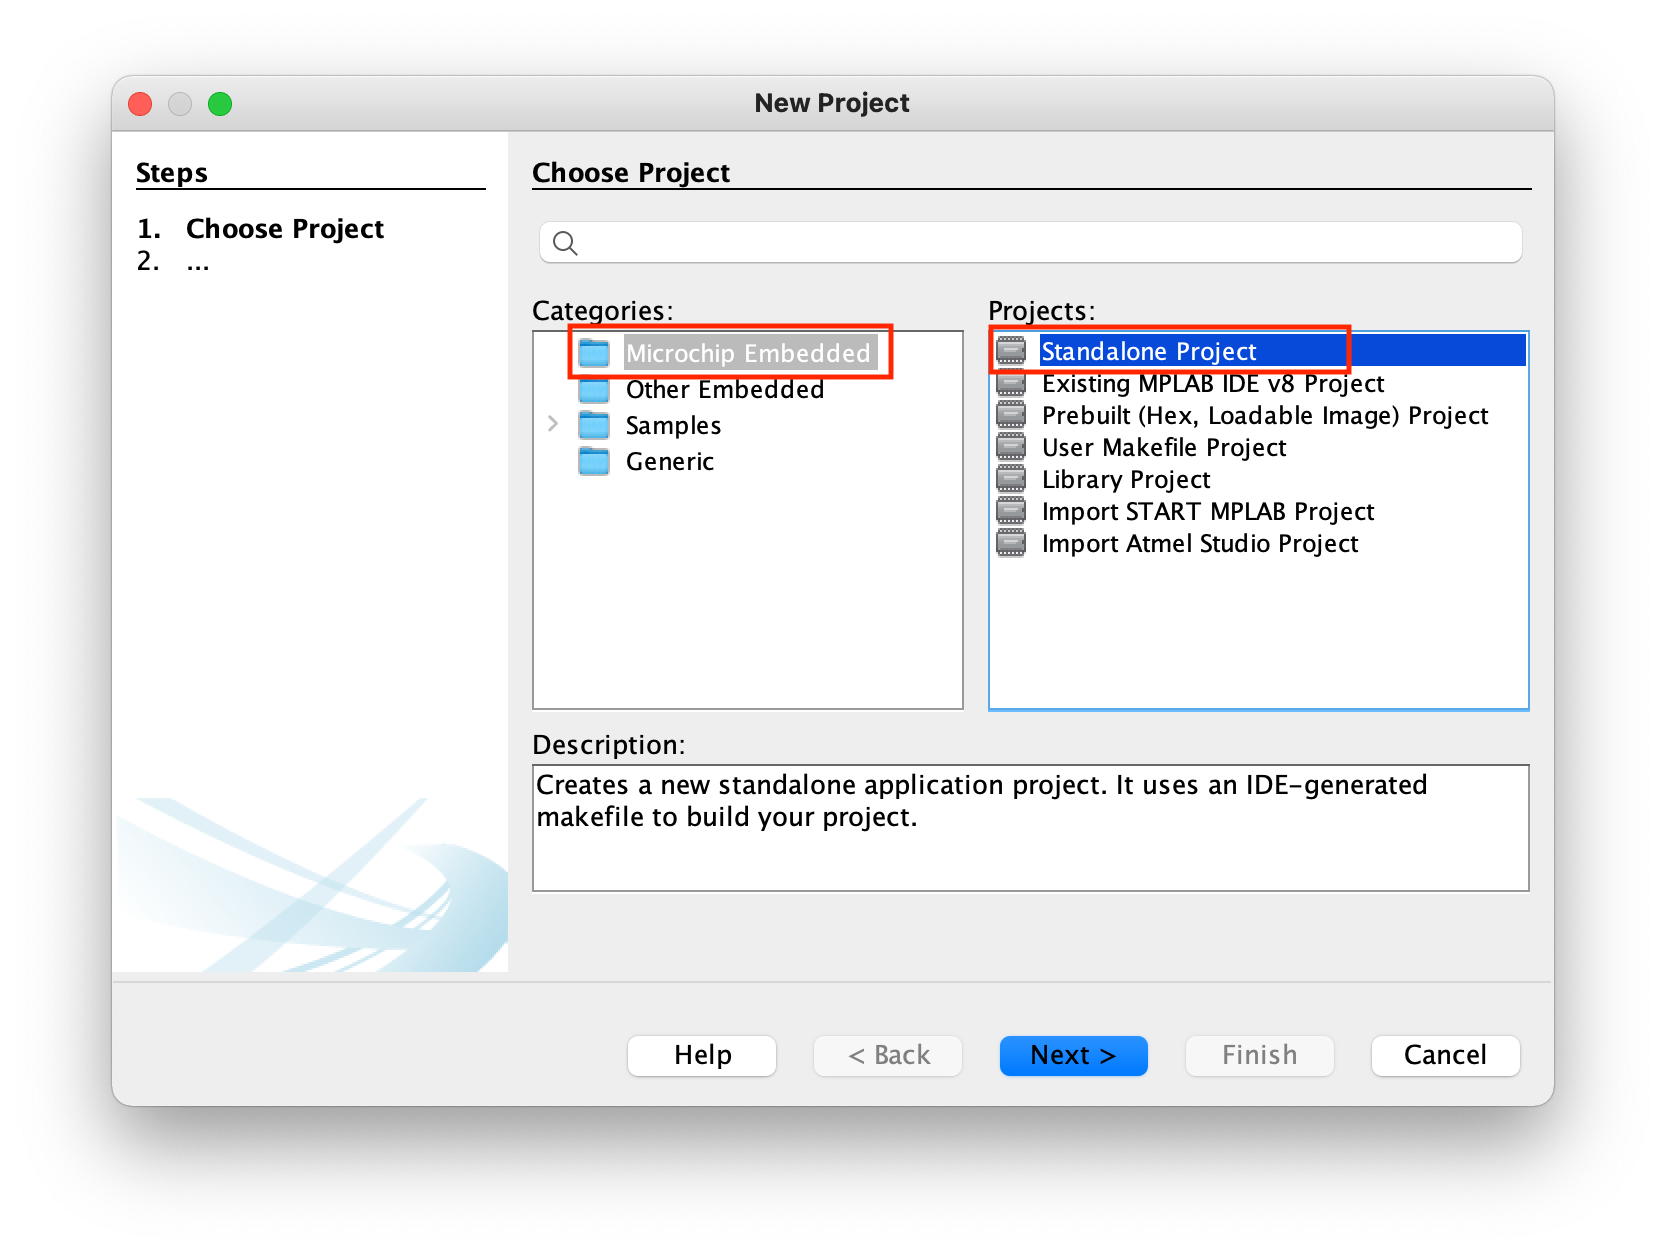 New Project
Steps
1. Choose Project
2. ...
Choose Project
Categories:
Microchip Embedded
Other Embedded
Samples
Generic
Projects:
Standalone Project
Existing MPLAB IDE v8 Project
Prebuilt (Hex, Loadable Image) Project
User Makefile Project
Library Project
Import START MPLAB Project
Import Atmel Studio Project
Description:
Creates a new standalone application project. It uses an IDE-generated
makefile to build your project.
Help
< Back
Next >
Finish
Cancel